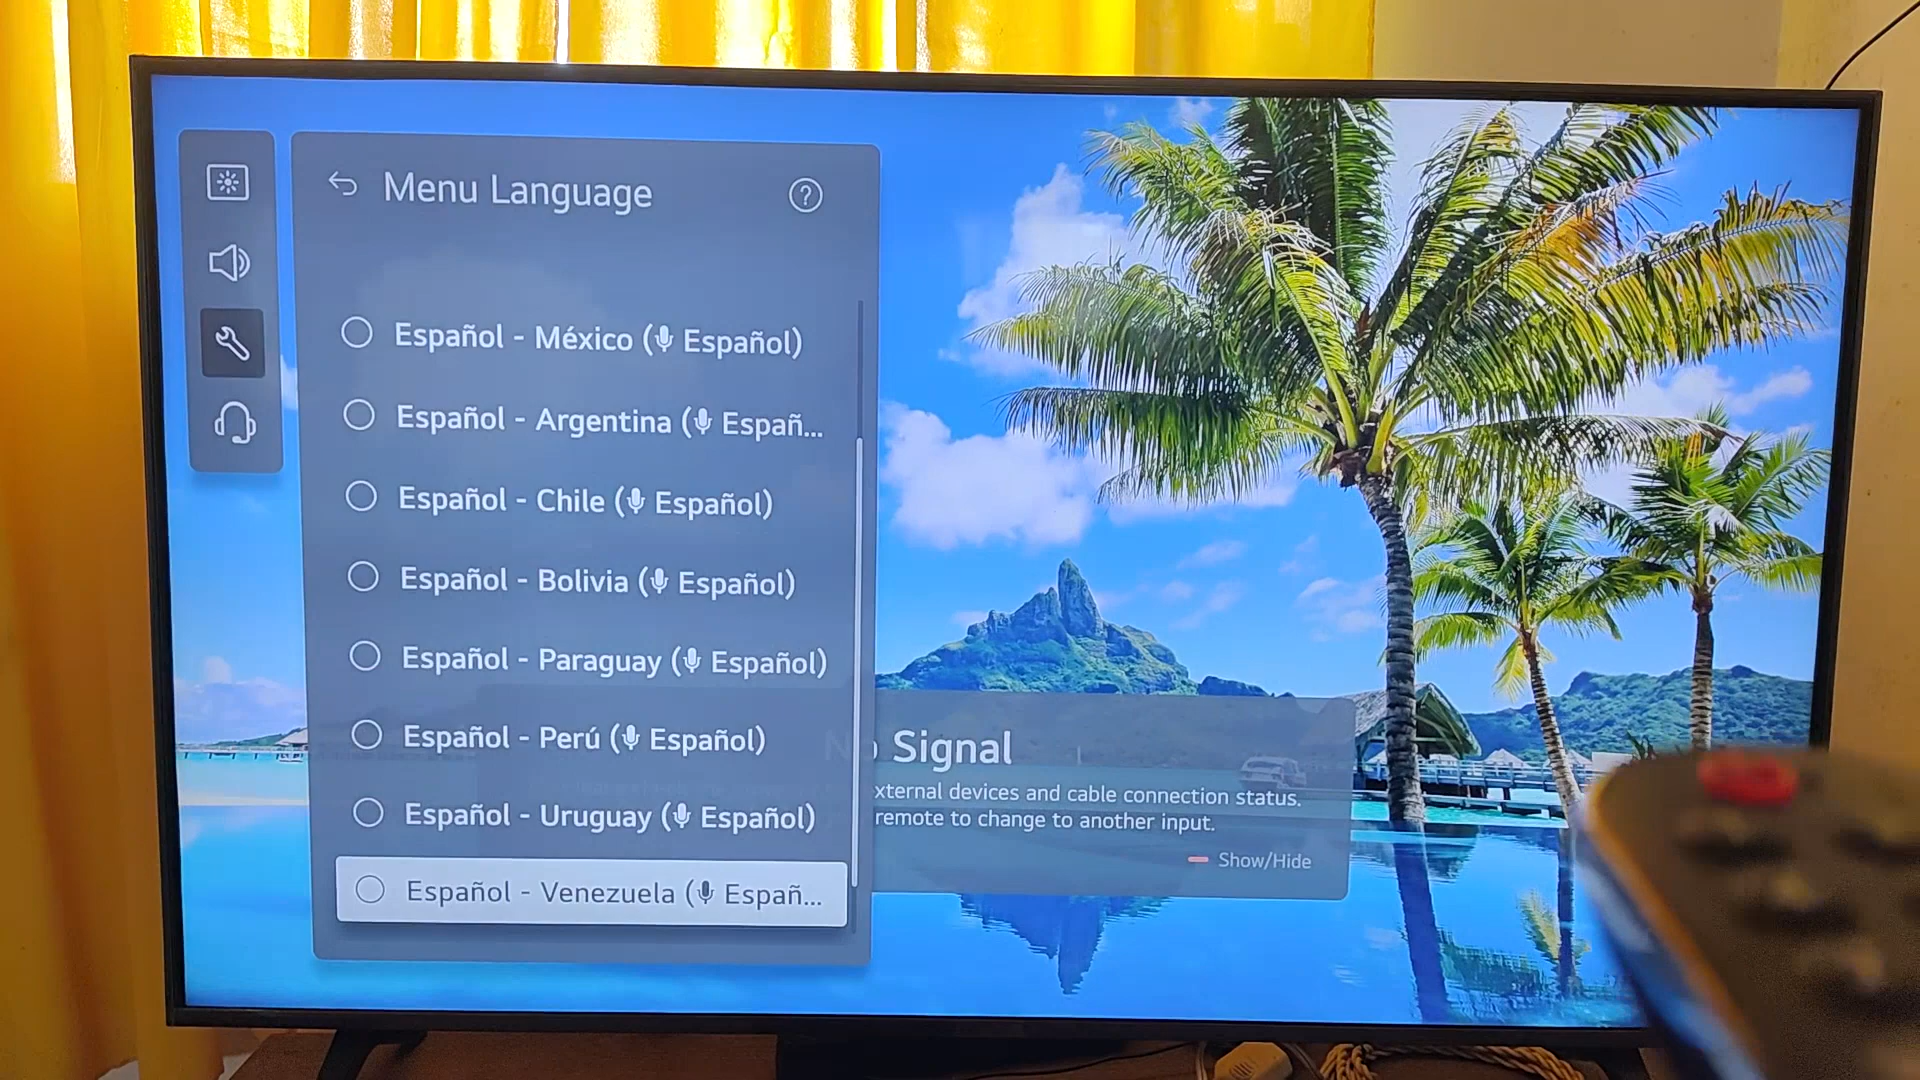 Menu Language
Español - México (Español)
Español - Argentina (Españ...
Español - Chile (Español)
Español - Bolivia (Español)
Español - Paraguay (Español)
Español - Perú (Español)
Español - Uruguay (Español)
Español - Venezuela (Españ...
No Signal
xternal devices and cable connection status.
remote to change to another input.
Show/Hide